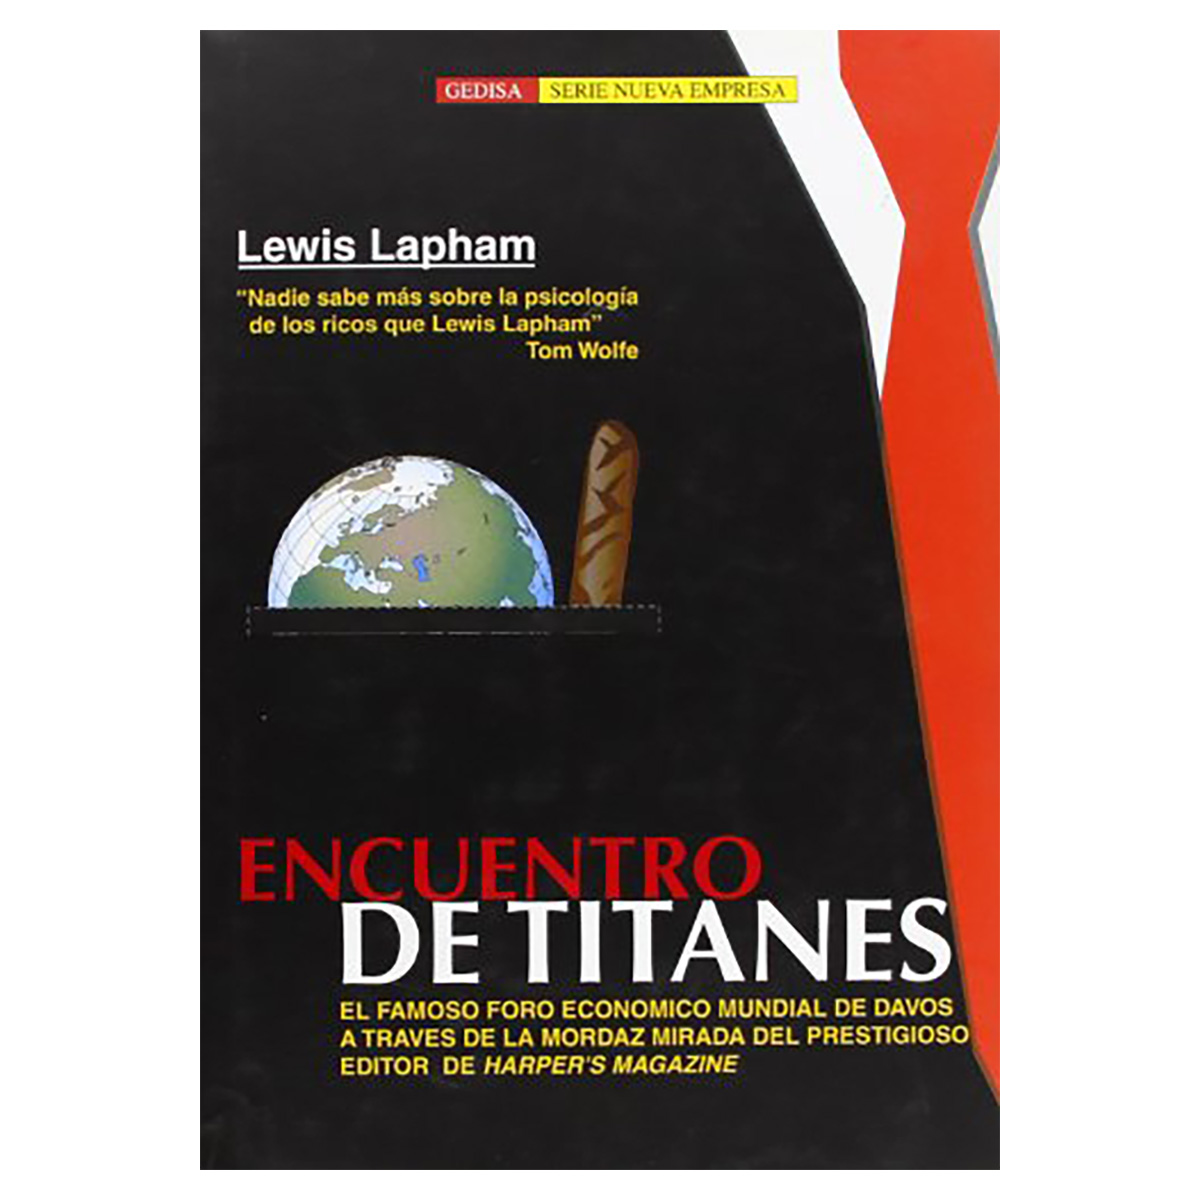 GEDISA SERIE NUEVA EMPRESA
Lewis Lapham
"Nadie sabe más sobre la psicología
de los ricos que Lewis Lapham"
Tom Wolfe
ENCUENTRO
DE TITANES
EL FAMOSO FORO ECONOMICO MUNDIAL DE DAVOS
A TRAVES DE LA MORDAZ MIRADA DEL PRESTIGIOSO
EDITOR DE HARPER'S MAGAZINE